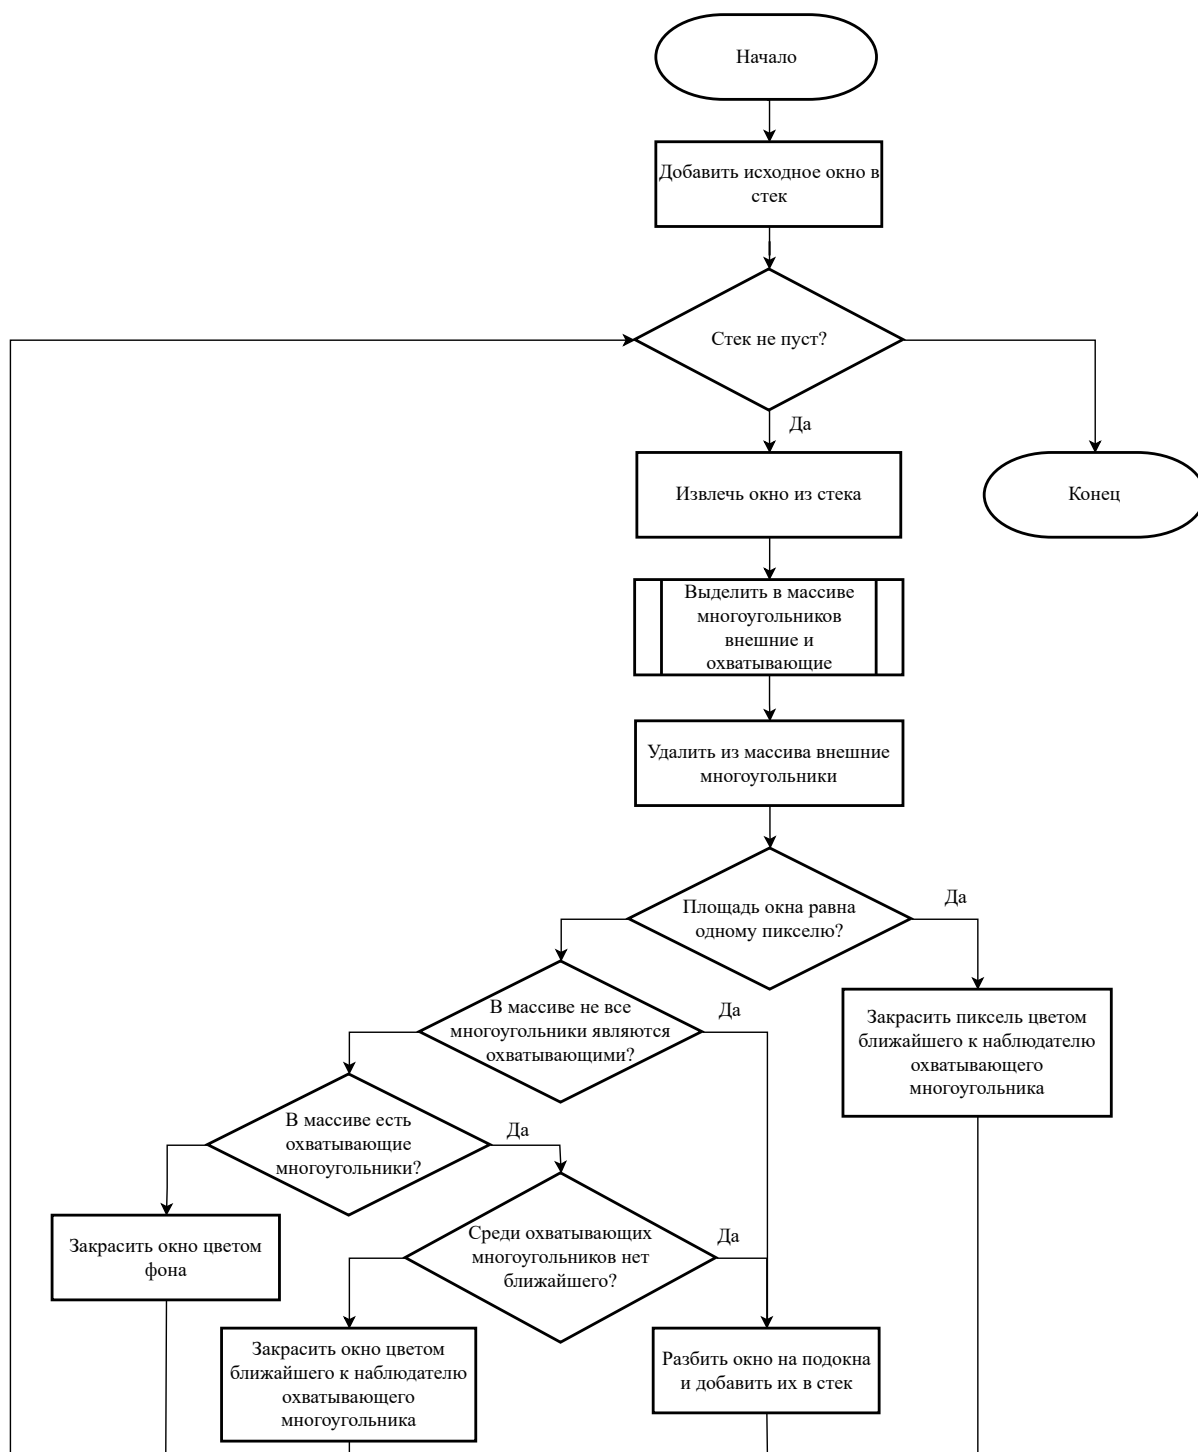 Начало
Добавить исходное окно в
стек
Стек не пуст?
Да
Извлечь окно из стека
Конец
Выделить в массиве
многоугольников
внешние и
охватывающие
Удалить из массива внешние
многоугольники
Площадь окна равна
одному пикселю?
Да
В массиве не все
многоугольники являются
охватывающими?
Да
Закрасить пиксель цветом
ближайшего к наблюдателю
охватывающего
многоугольника
В массиве есть
охватывающие
многоугольники?
Да
Закрасить окно цветом
фона
Среди охватывающих
многоугольников нет
ближайшего?
Да
Закрасить окно цветом
ближайшего к наблюдателю
охватывающего
многоугольника
Разбить окно на подокна
и добавить их в стек